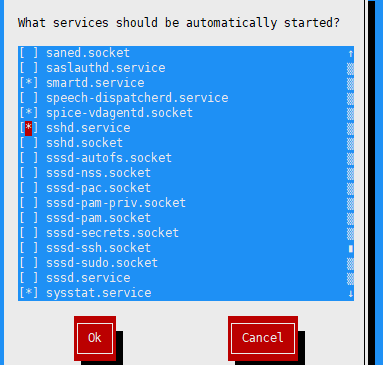 What services should be automatically started?
[ ] saned.socket
[ ] saslauthd.service
[*] smartd.service
[ ] speech-dispatcherd.service
[*] spice-vdagentd.socket
[*] sshd.service
[ ] sshd.socket
[ ] sssd-autofs.socket
[ ] sssd-nss.socket
[ ] sssd-pac.socket
[ ] sssd-pam-priv.socket
[ ] sssd-pam.socket
[ ] sssd-secrets.socket
[ ] sssd-ssh.socket
[ ] sssd-sudo.socket
[ ] sssd.service
[*] sysstat.service
Ok Cancel